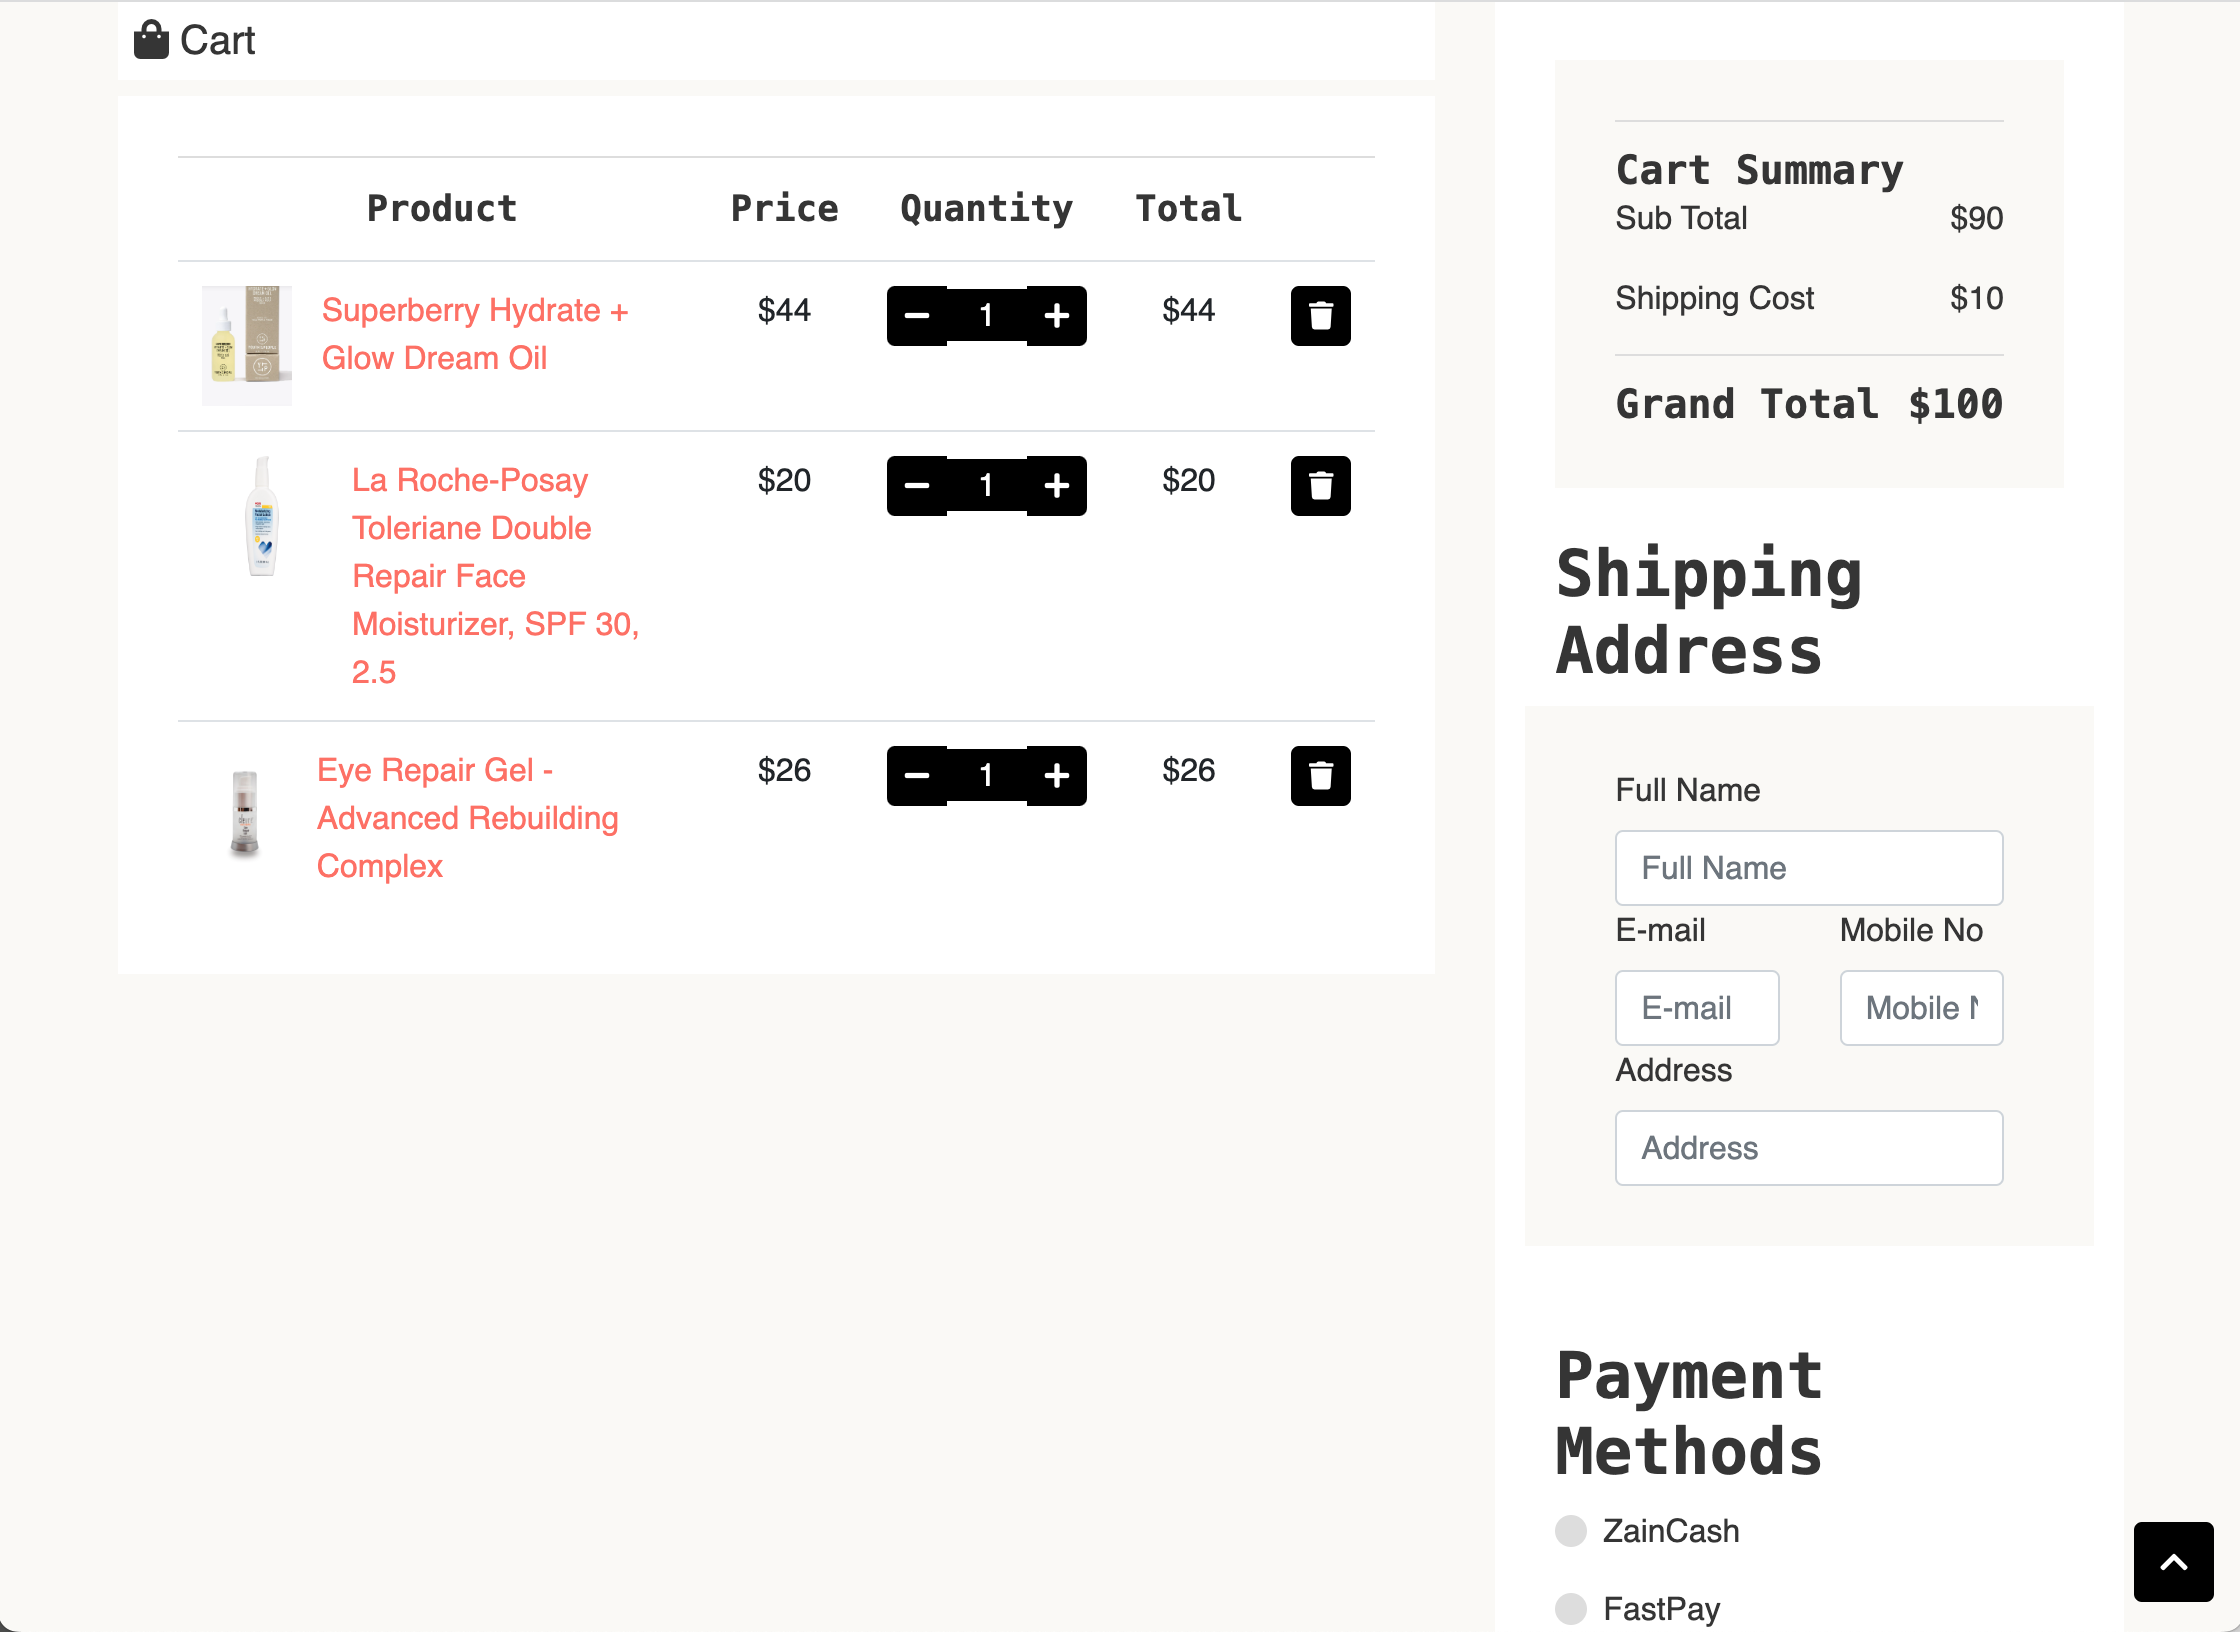 Cart
Product Price Quantity Total
Superberry Hydrate +
Glow Dream Oil
$44 1 $44
La Roche-Posay
Toleriane Double
Repair Face
Moisturizer, SPF 30,
2.5
$20 1 $20
Eye Repair Gel -
Advanced Rebuilding
Complex
$26 1 $26
Cart Summary
Sub Total $90
Shipping Cost $10
Grand Total $100
Shipping
Address
Full Name
Full Name
E-mail Mobile No
E-mail Mobile N
Address
Address
Payment
Methods
ZainCash
FastPay